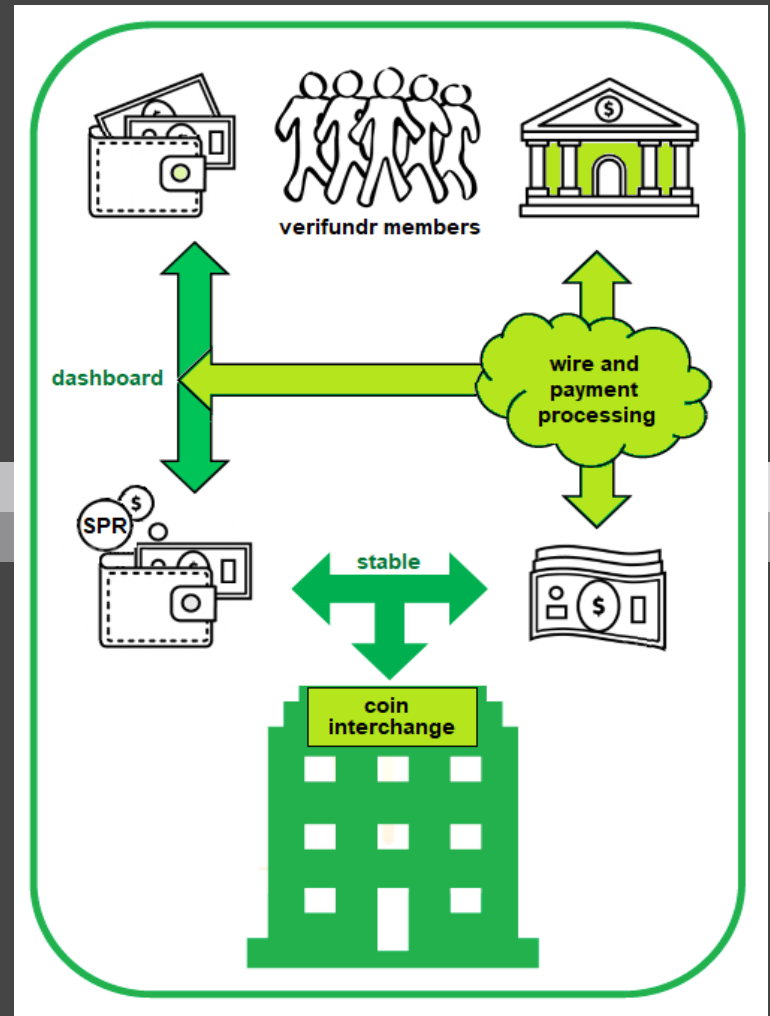 $
verifundr members
dashboard
wire and
payment
processing
$
SPR
stable
$
coin
interchange